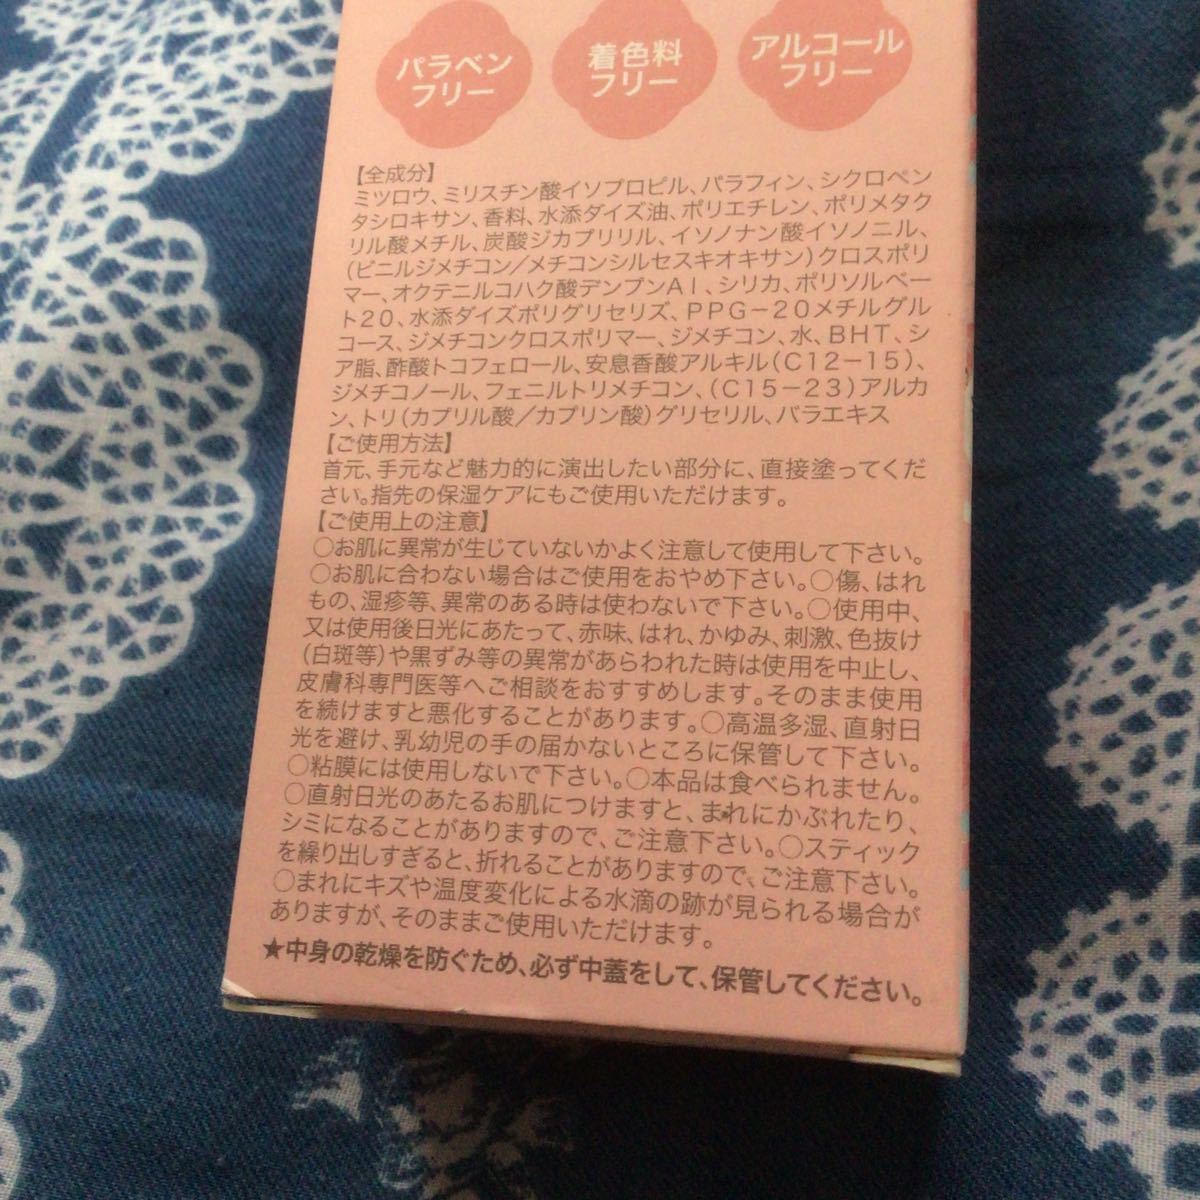 パラベン
フリー
着色料
フリー
アルコール
フリー
【全成分】
ミツロウ、ミリスチン酸イソプロピル、パラフィン、シクロペン
タシロキサン、香料、水添ダイズ油、ポリエチレン、ポリメタク
リル酸メチル、炭酸ジカプリリル、イソノナン酸イソノニル、
(ビニルジメチコン/メチコンシルセスキオキサン)クロスポリ
マー、オクテニルコハク酸デンプンAl、シリカ、ポリソルベー
ト20、水添ダイズポリグリセリズ、PPG-20メチルグル
コース、ジメチコンクロスポリマー、ジメチコン、水、BHT、シ
ア脂、酢酸トコフェロール、安息香酸アルキル(C12-15)、
ジメチコノール、フェニルトリメチコン、(C15-23)アルカ
ン、トリ(カプリル酸/カプリン酸)グリセリル、バラエキス
【ご使用方法】
首元、手元など魅力的に演出したい部分に、直接塗ってくだ
さい。指先の保湿ケアにもご使用いただけます。
【ご使用上の注意】
○お肌に異常が生じていないかよく注意して使用して下さい。
○お肌に合わない場合はご使用をおやめ下さい。○傷、はれ
もの、湿疹等、異常のある時は使わないで下さい。○使用中、
又は使用後日光にあたって、赤味、はれ、かゆみ、刺激、色抜け
(白斑等)や黒ずみ等の異常があらわれた時は使用を中止し、
皮膚科専門医等へご相談をおすすめします。そのまま使用
を続けますと悪化することがあります。○高温多湿、直射日
光を避け、乳幼児の手の届かないところに保管して下さい。
○粘膜には使用しないで下さい。○本品は食べられません。
○直射日光のあたるお肌につけますと、まれにかぶれたり、
シミになることがありますので、ご注意下さい。○スティック
を繰り出しすぎると、折れることがありますので、ご注意下さい。
○まれにキズや温度変化による水滴の跡が見られる場合が
ありますが、そのままご使用いただけます。
★中身の乾燥を防ぐため、必ず中蓋をして、保管してください。